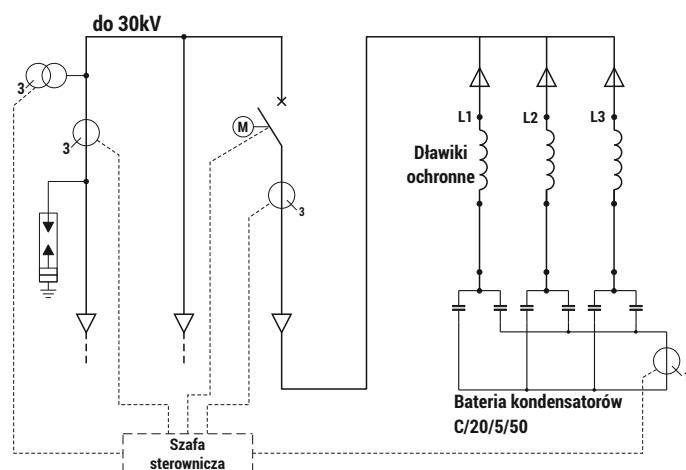 do 30kV
3
3
M
3
L1
L2
L3
Dławiki
ochronne
Bateria kondensatorów
C/20/5/50
Szafa
sterownicza